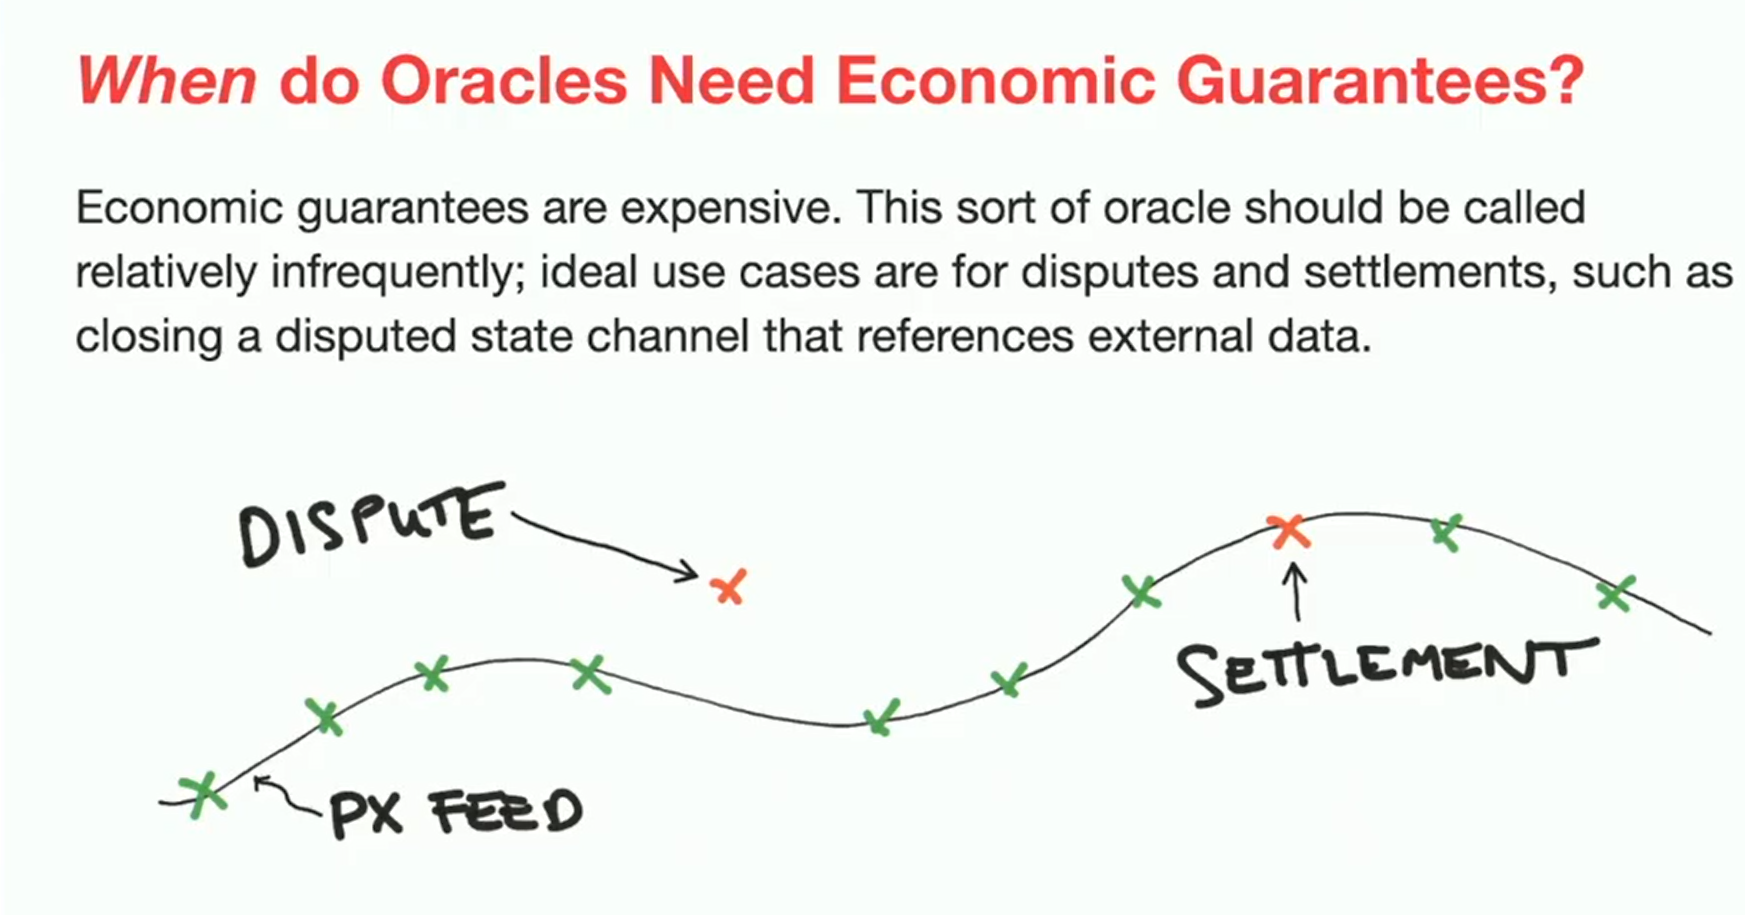 When do Oracles Need Economic Guarantees?
Economic guarantees are expensive. This sort of oracle should be called
relatively infrequently; ideal use cases are for disputes and settlements, such as
closing a disputed state channel that references external data.
DISPUTE
SETTLEMENT
PX FEED